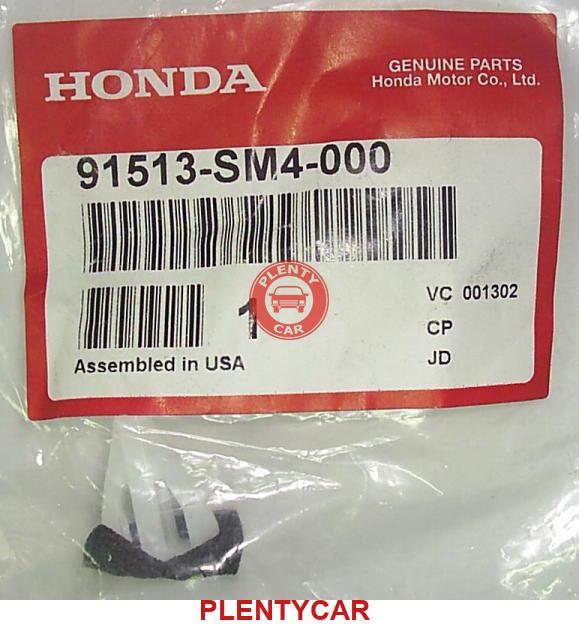 HONDA
GENUINE PARTS
Honda Motor Co., Ltd.
91513-SM4-000
PLENTY
CAR
1
VC 001302
CP
Assembled in USA
JD
PLENTYCAR